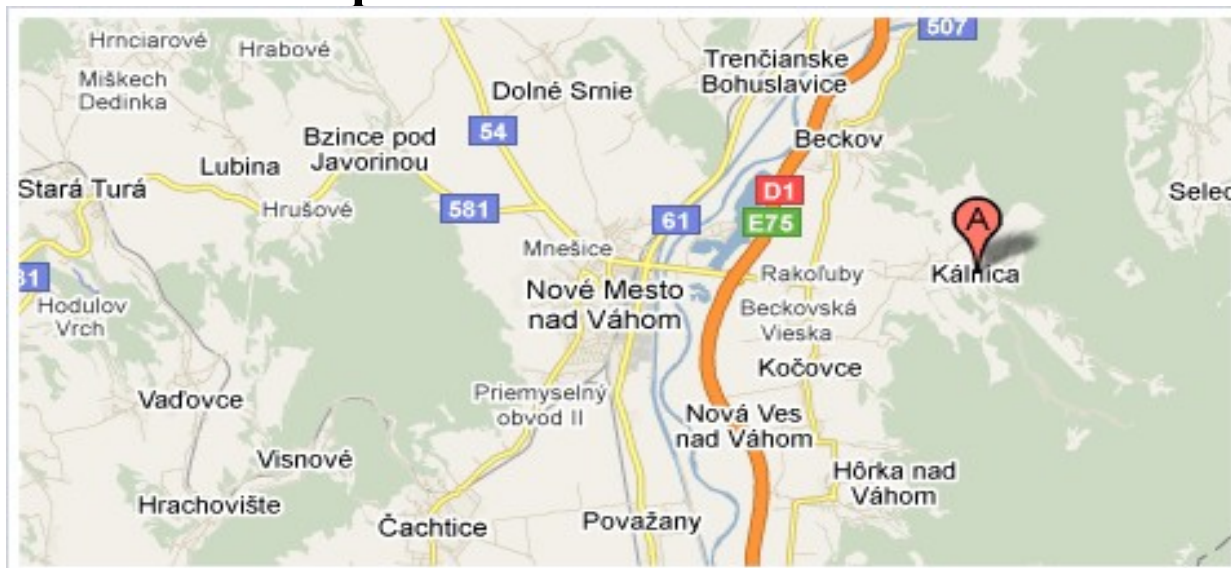 507
Hrnciarové
Hrabové
Trenčianske
Bohuslavice
Miškech
Dedinka
Dolné Srnie
54
Bzince pod
Javorinou
Beckov
Lubina
Stará Turá
D1
Selec
Hrušové
581
61
E75
A
Mnešice
Rakoľuby
Kálnica
Nové Mesto
nad Váhom
Hodulov
Vrch
Beckovská
Vieska
Kočovce
Priemyselný
obvod II
Vaďovce
Nová Ves
nad Váhom
Visnové
Hôrka nad
Váhom
Hrachovište
Čachtice
Považany